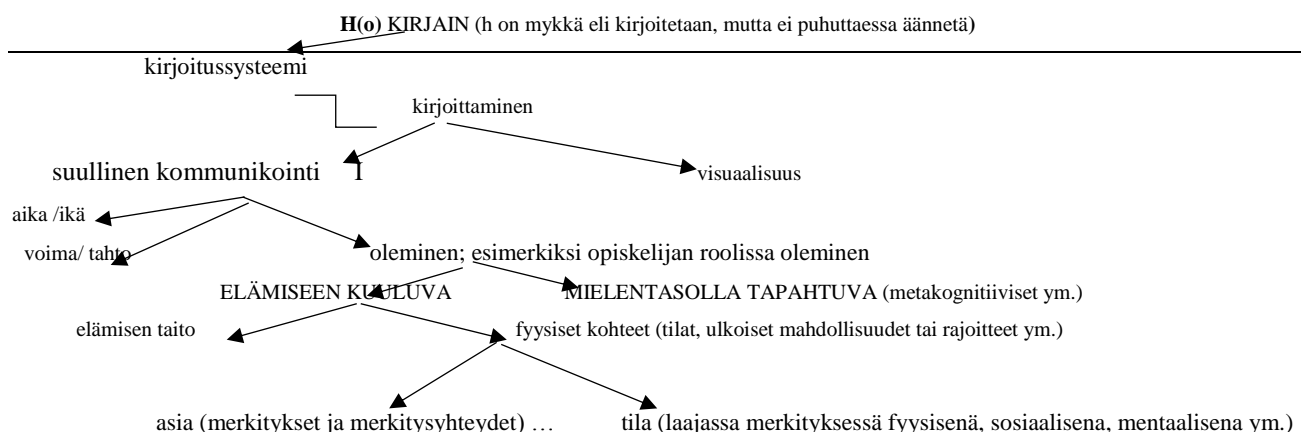 H(o) KIRJAIN (h on mykkä eli kirjoitetaan, mutta ei puhuttaessa äännetä)
kirjoitussysteemi
kirjoittaminen
suullinen kommunikointi I
visuaalisuus
aika /ikä
voima/ tahto
oleminen; esimerkiksi opiskelijan roolissa oleminen
ELÄMISEEN KUULUVA MIELENTASOLLA TAPAHTUVA (metakognitiiviset ym.)
elämisen taito fyysiset kohteet (tilat, ulkoiset mahdollisuudet tai rajoitteet ym.)
asia (merkitykset ja merkitysyhteydet) … tila (laajassa merkityksessä fyysisenä, sosiaalisena, mentaalisena ym.)